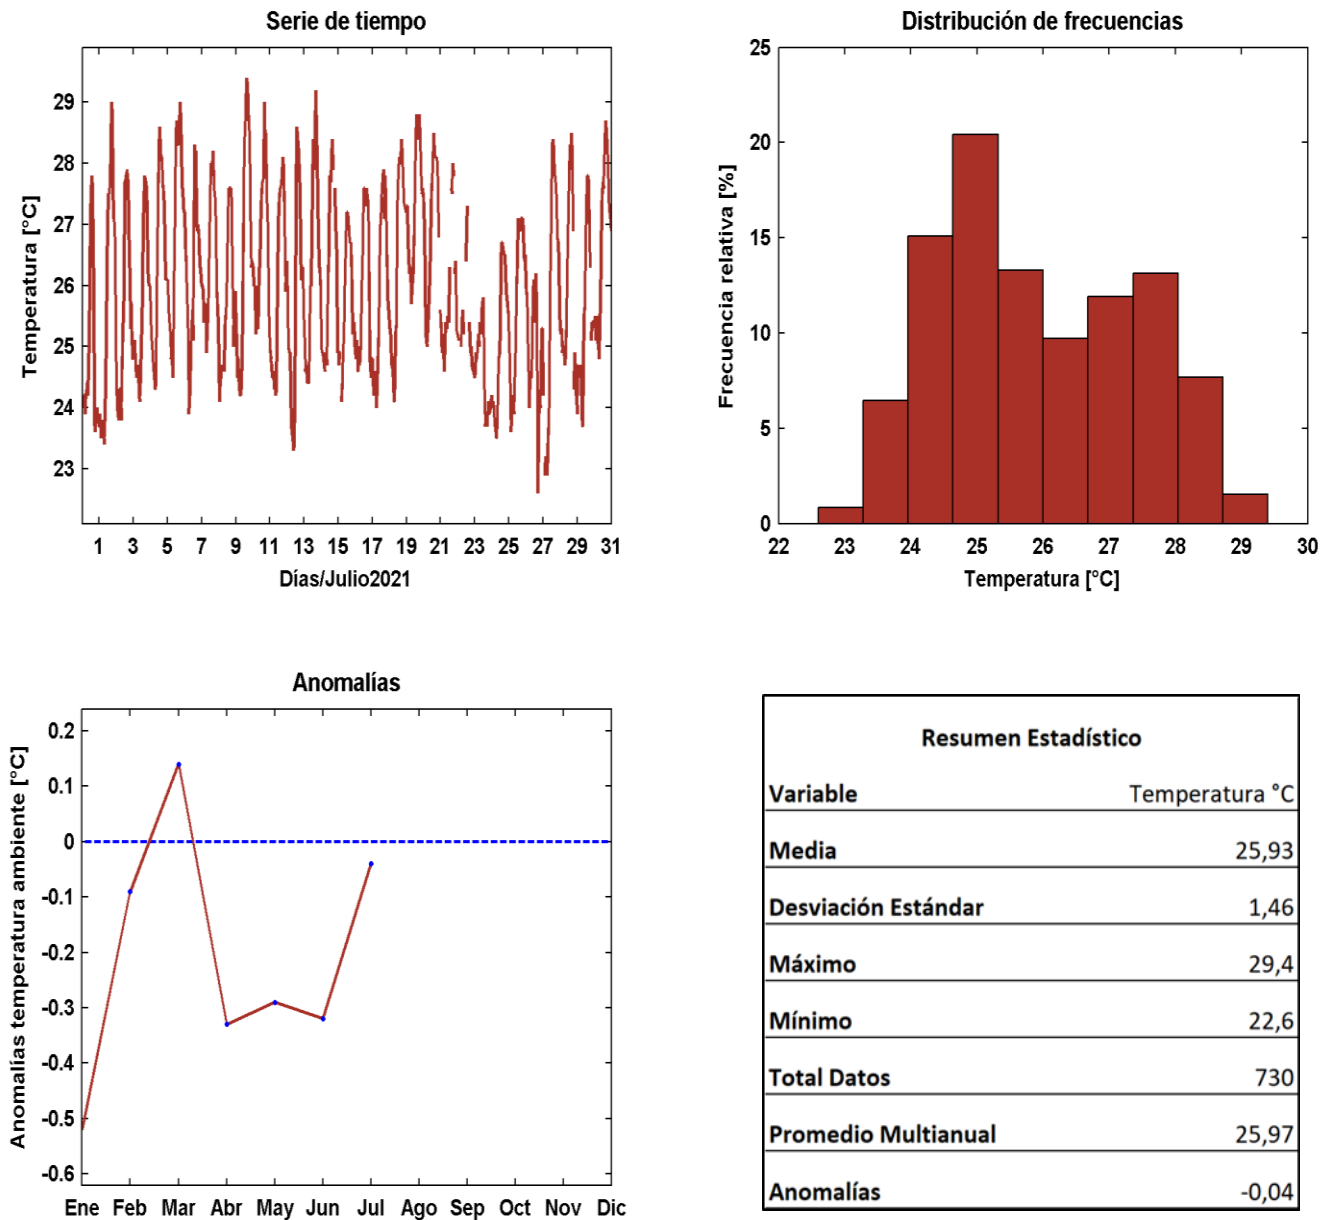 Serie de tiempo
Temperatura [°C]
29
28
27
26
25
24
23
1 3 5 7 9 11 13 15 17 19 21 23 25 27 29 31
Días/Julio2021
Distribución de frecuencias
Frecuencia relativa [%]
25
20
15
10
5
0
22 23 24 25 26 27 28 29 30
Temperatura [°C]
Anomalías
Anomalías temperatura ambiente [°C]
0.2
0.1
0
-0.1
-0.2
-0.3
-0.4
-0.5
-0.6
Ene Feb Mar Abr May Jun Jul Ago Sep Oct Nov Dic
Resumen Estadístico
Variable Temperatura °C
Media 25,93
Desviación Estándar 1,46
Máximo 29,4
Mínimo 22,6
Total Datos 730
Promedio Multianual 25,97
Anomalías -0,04